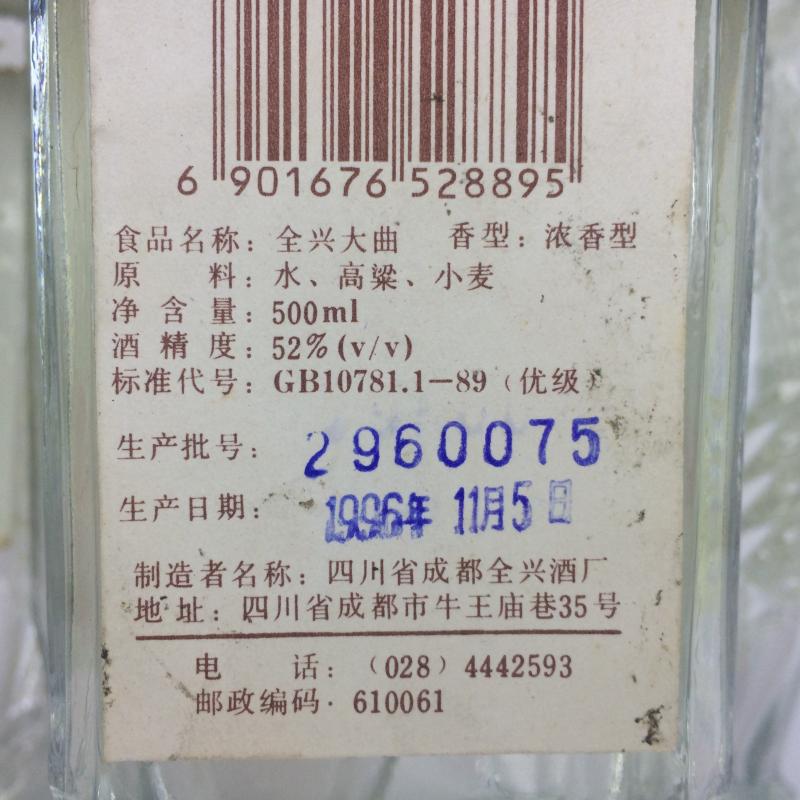 6 901676 528895
食品名称：全兴大曲 香型：浓香型
原 料：水、高粱、小麦
净 含 量：500ml
酒 精 度：52%(v/v)
标准代号：GB10781.1－89（优级）
生产批号：2960075
生产日期：1996年 11月5日
制造者名称：四川省成都全兴酒厂
地 址：四川省成都市牛王庙巷35号
电 话：（028）4442593
邮政编码·610061